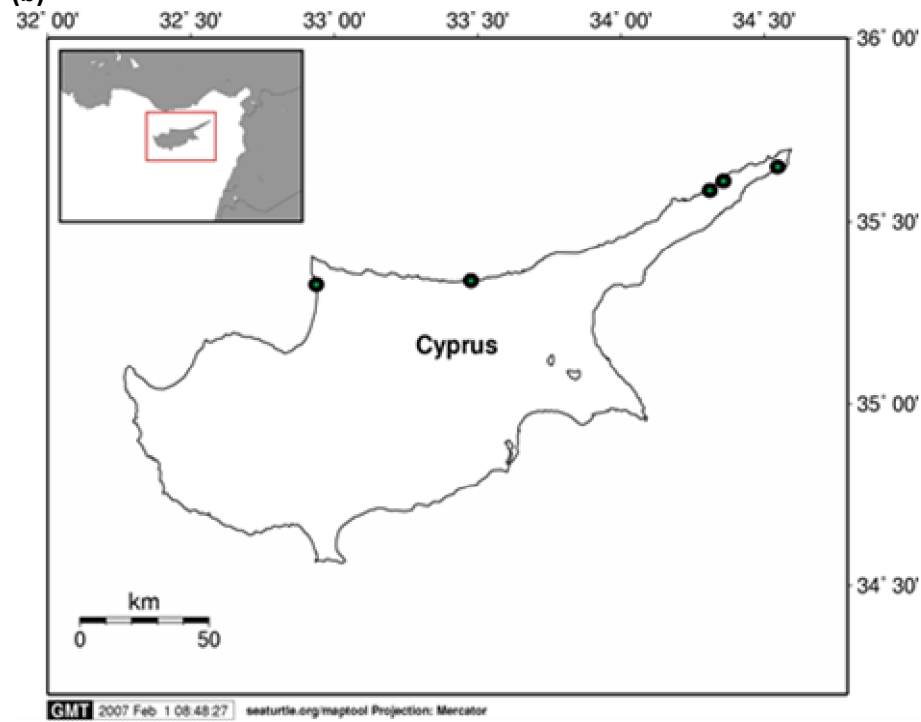 (b)
32° 00' 32° 30' 33° 00' 33° 30' 34° 00' 34° 30'
36° 00'
35° 30'
Cyprus
35° 00'
34° 30'
km
0 50
GMT 2007 Feb 1 08:48:27 seaturtle.org/maptool Projection: Mercator